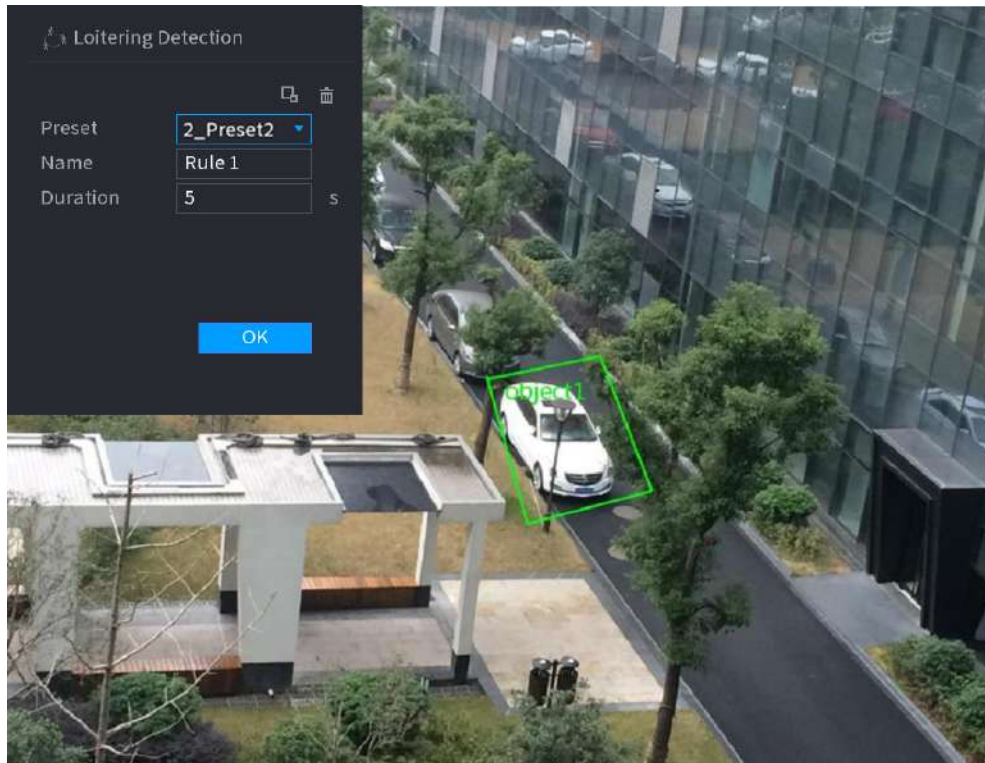 Loitering Detection
Preset 2_Preset2
Name Rule 1
Duration 5 s
OK
object1